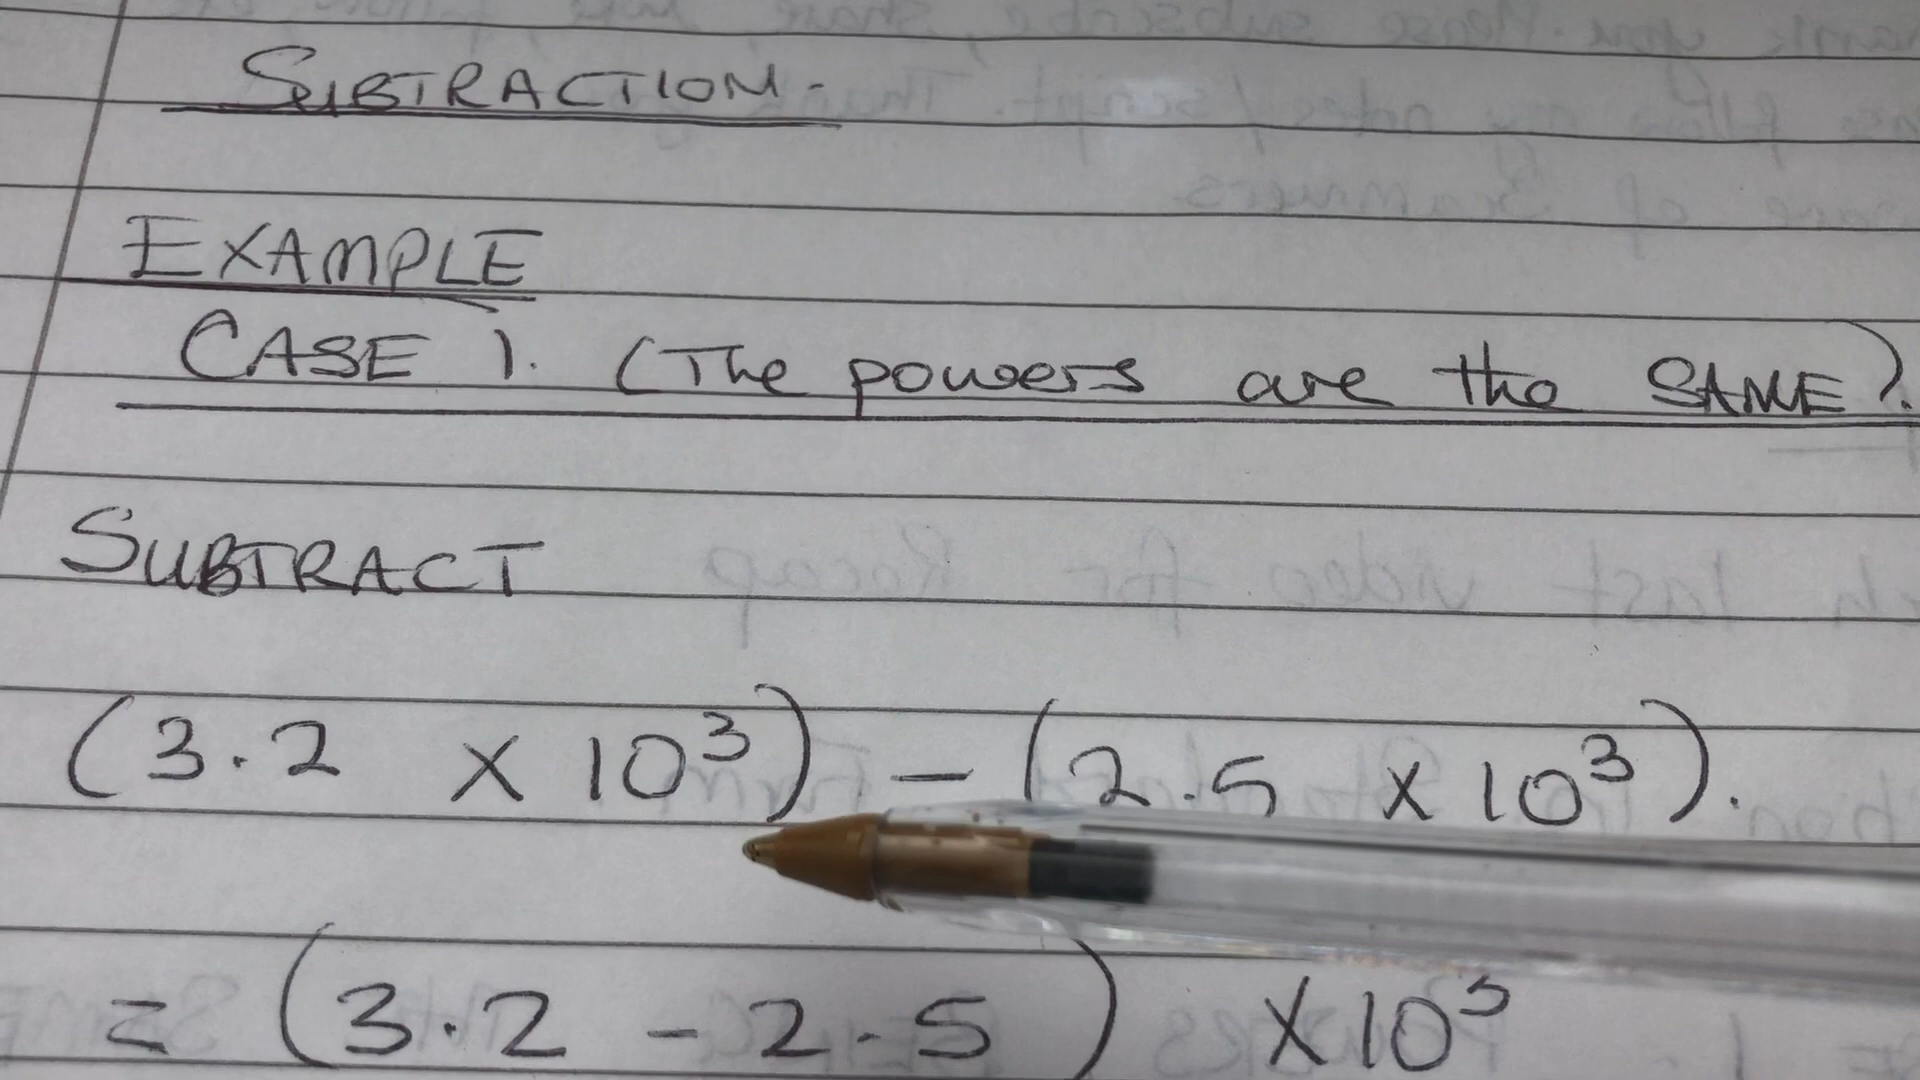 SUBTRACTION.
EXAMPLE
CASE 1. (The powers are the SAME).
SUBTRACT
(3.2 × 10³) – (2.5 × 10³).
= (3.2 - 2.5) × 10³